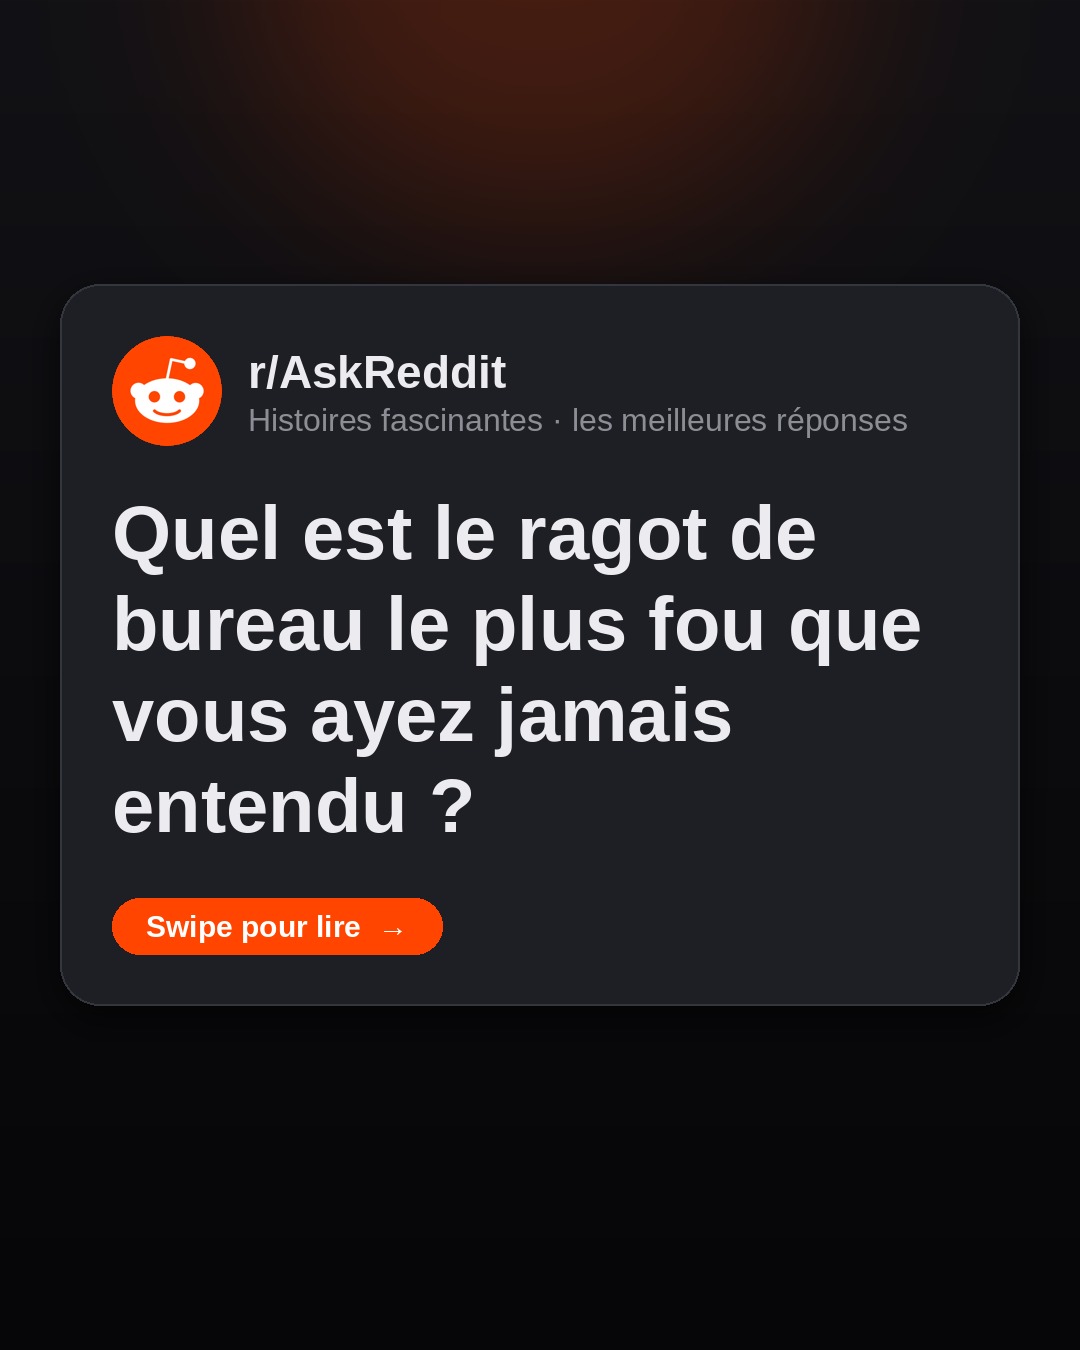 r/AskReddit
Histoires fascinantes · les meilleures réponses
Quel est le ragot de
bureau le plus fou que
vous ayez jamais
entendu ?
Swipe pour lire →